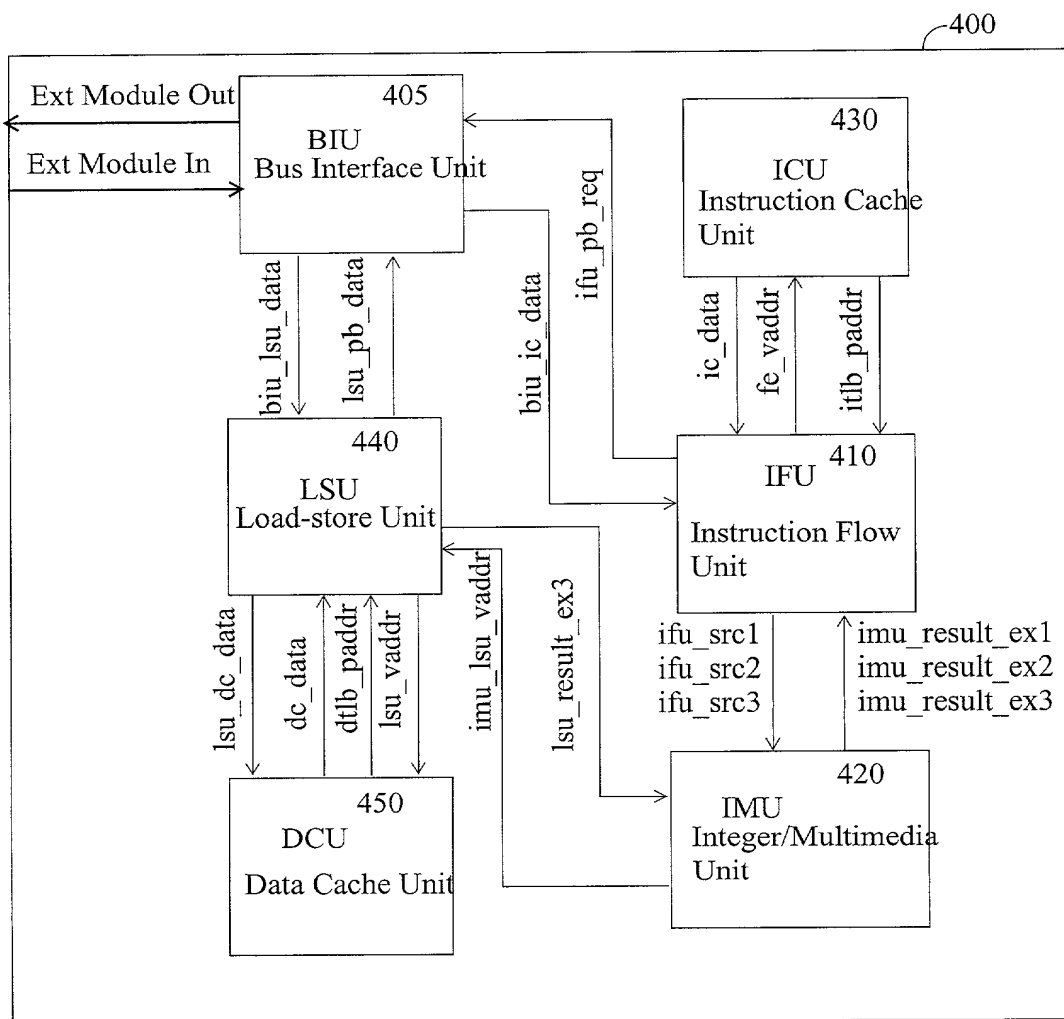 400
Ext Module Out
Ext Module In
405
BIU
Bus Interface Unit
430
ICU
Instruction Cache
Unit
biu_lsu_data
lsu_pb_data
biu_ic_data
ifu_pb_req
ic_data
fe_vaddr
itlb_paddr
440
LSU
Load-store Unit
410
IFU
Instruction Flow
Unit
lsu_dc_data
dc_data
dtlb_paddr
lsu_vaddr
imu_lsu_vaddr
lsu_result_ex3
ifu_src1
ifu_src2
ifu_src3
imu_result_ex1
imu_result_ex2
imu_result_ex3
450
DCU
Data Cache Unit
420
IMU
Integer/Multimedia
Unit